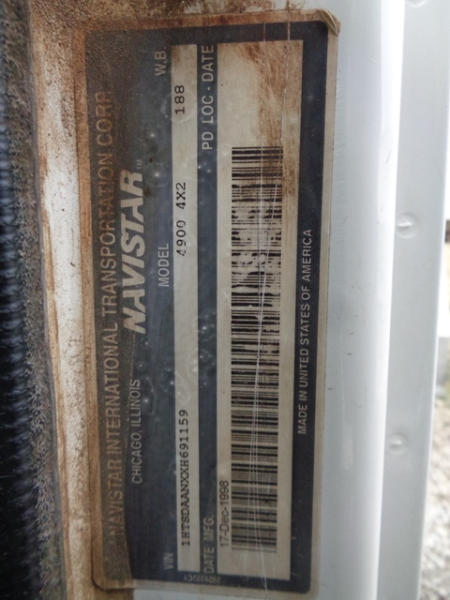 NAVISTAR INTERNATIONAL TRANSPORTATION CORP.
CHICAGO, ILLINOIS
NAVISTAR™
VIN MODEL W.B.
1HTSDAANXXH691159 4900 4X2 188
DATE MFG. PD LOC - DATE
17-Dec-1998
MADE IN UNITED STATES OF AMERICA